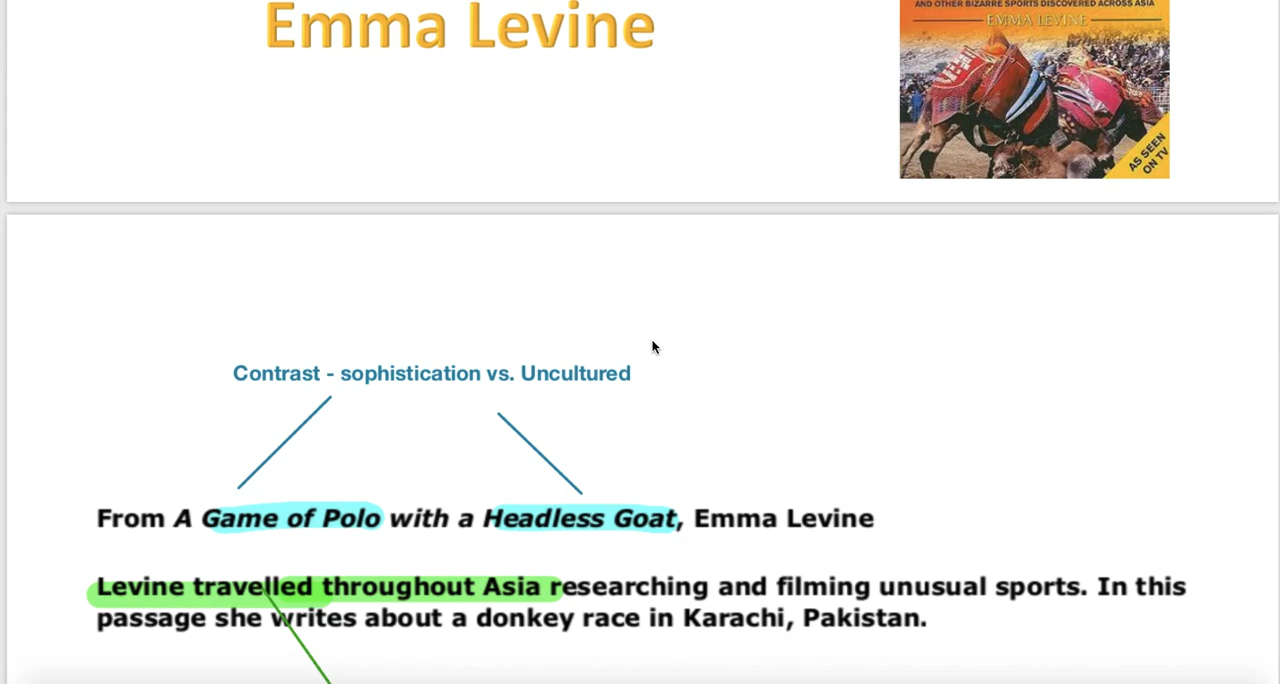 Emma Levine
AND OTHER BIZARRE SPORTS DISCOVERED ACROSS ASIA
EMMA LEVINE
AS SEEN
ON TV
Contrast - sophistication vs. Uncultured
From A Game of Polo with a Headless Goat, Emma Levine
Levine travelled throughout Asia researching and filming unusual sports. In this
passage she writes about a donkey race in Karachi, Pakistan.